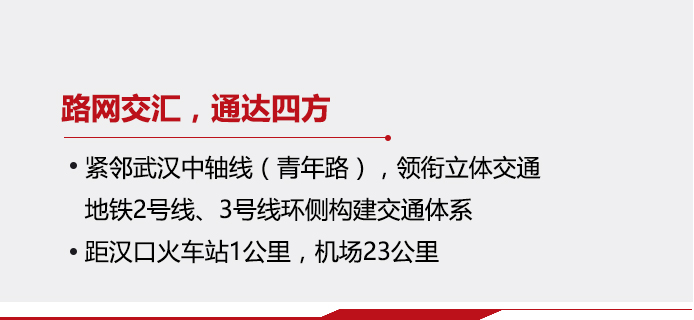 路网交汇，通达四方
• 紧邻武汉中轴线（青年路），领衔立体交通
地铁2号线、3号线环侧构建交通体系
• 距汉口火车站1公里，机场23公里